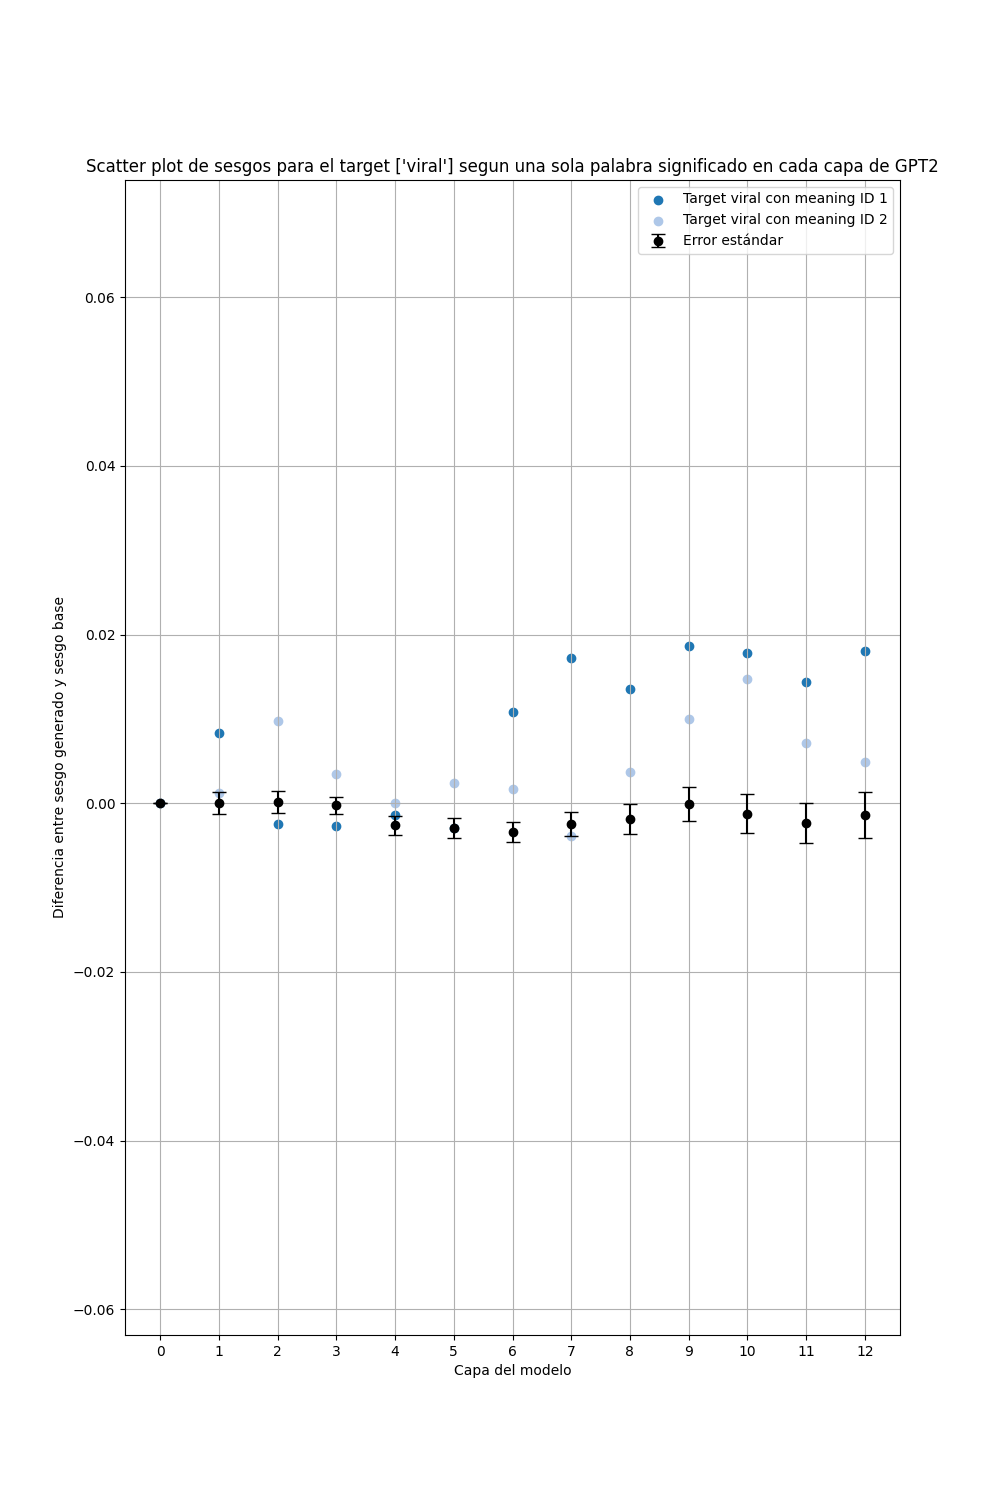 Scatter plot de sesgos para el target ['viral'] segun una sola palabra significado en cada capa de GPT2
Target viral con meaning ID 1
Target viral con meaning ID 2
Error estándar
0.06
0.04
0.02
0.00
−0.02
−0.04
−0.06
Diferencia entre sesgo generado y sesgo base
0 1 2 3 4 5 6 7 8 9 10 11 12
Capa del modelo